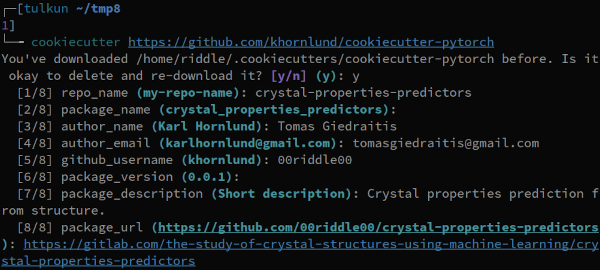 ┌─[tulkun ~/tmp8
1]
└─╴ cookiecutter https://github.com/khornlund/cookiecutter-pytorch
You've downloaded /home/riddle/.cookiecutters/cookiecutter-pytorch before. Is it
 okay to delete and re-download it? [y/n] (y): y
  [1/8] repo_name (my-repo-name): crystal-properties-predictors
  [2/8] package_name (crystal_properties_predictors):
  [3/8] author_name (Karl Hornlund): Tomas Giedraitis
  [4/8] author_email (karlhornlund@gmail.com): tomasgiedraitis@gmail.com
  [5/8] github_username (khornlund): 00riddle00
  [6/8] package_version (0.0.1):
  [7/8] package_description (Short description): Crystal properties prediction f
rom structure.
  [8/8] package_url (https://github.com/00riddle00/crystal-properties-predictors
): https://gitlab.com/the-study-of-crystal-structures-using-machine-learning/cry
stal-properties-predictors